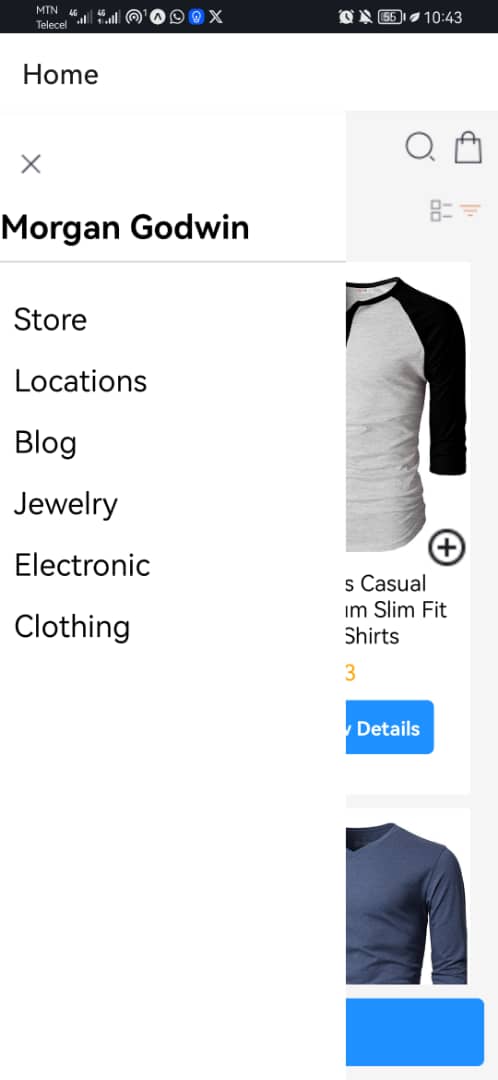 MTN 4G 4G 1 55 10:43
Telecel
Home
Morgan Godwin
Store
Locations
Blog
Jewelry
Electronic
Clothing
s Casual
m Slim Fit
Shirts
3
Details